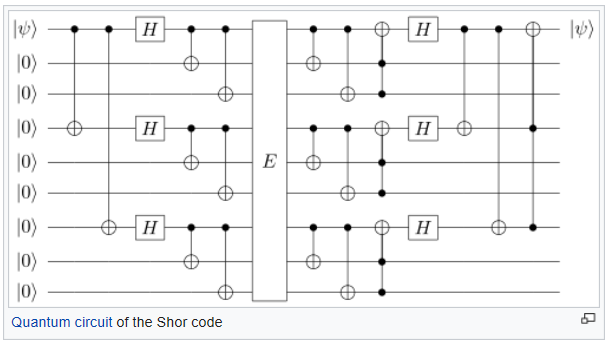 |ψ⟩ H H |ψ⟩
|0⟩
|0⟩
|0⟩ H H
|0⟩ E
|0⟩
|0⟩ H H
|0⟩
|0⟩
Quantum circuit of the Shor code